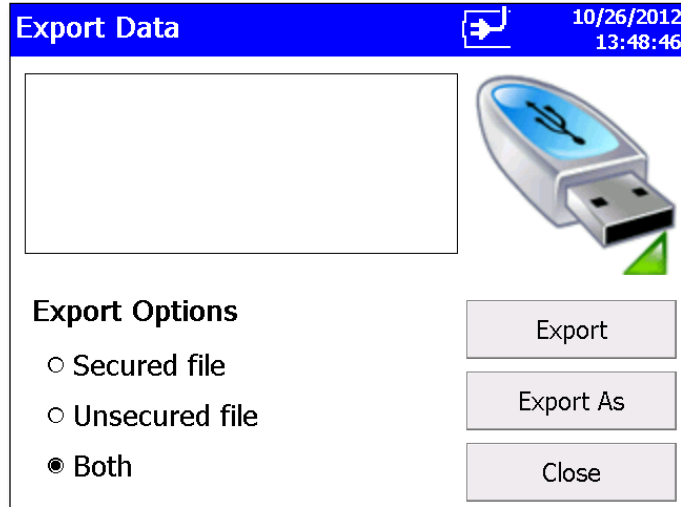 Export Data
10/26/2012
13:48:46
Export Options
Secured file
Unsecured file
Both
Export
Export As
Close